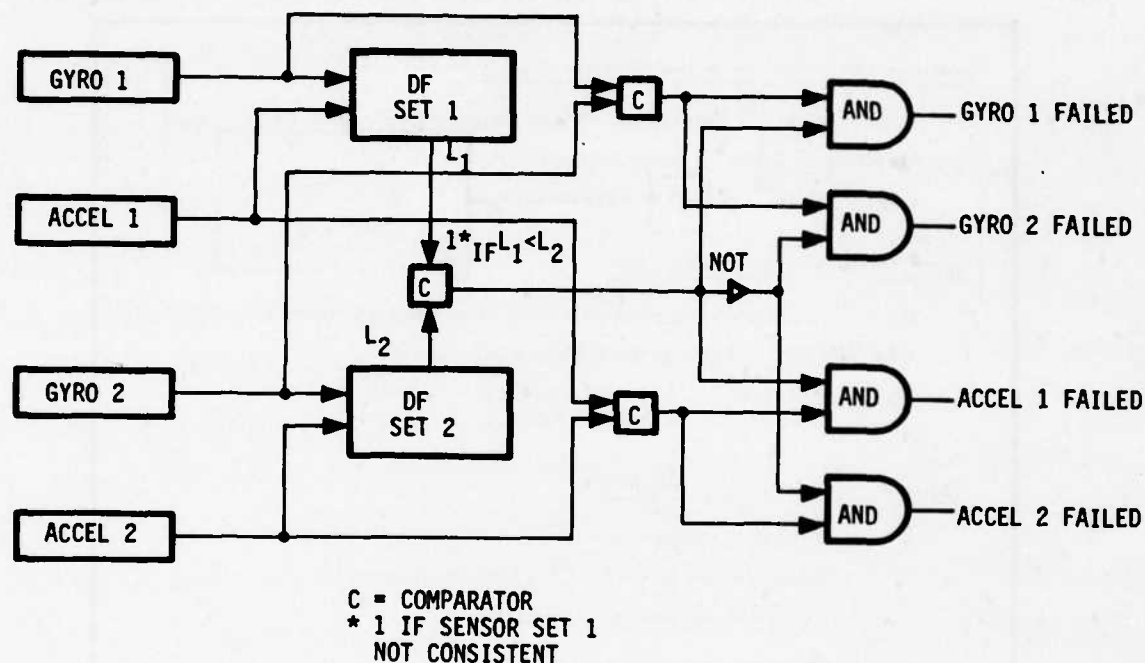 GYRO 1
DF
SET 1
C
AND
GYRO 1 FAILED
L1
ACCEL 1
AND
GYRO 2 FAILED
1* IF L1<L2
NOT
C
L2
GYRO 2
DF
SET 2
C
AND
ACCEL 1 FAILED
ACCEL 2
AND
ACCEL 2 FAILED
C = COMPARATOR
* 1 IF SENSOR SET 1
NOT CONSISTENT